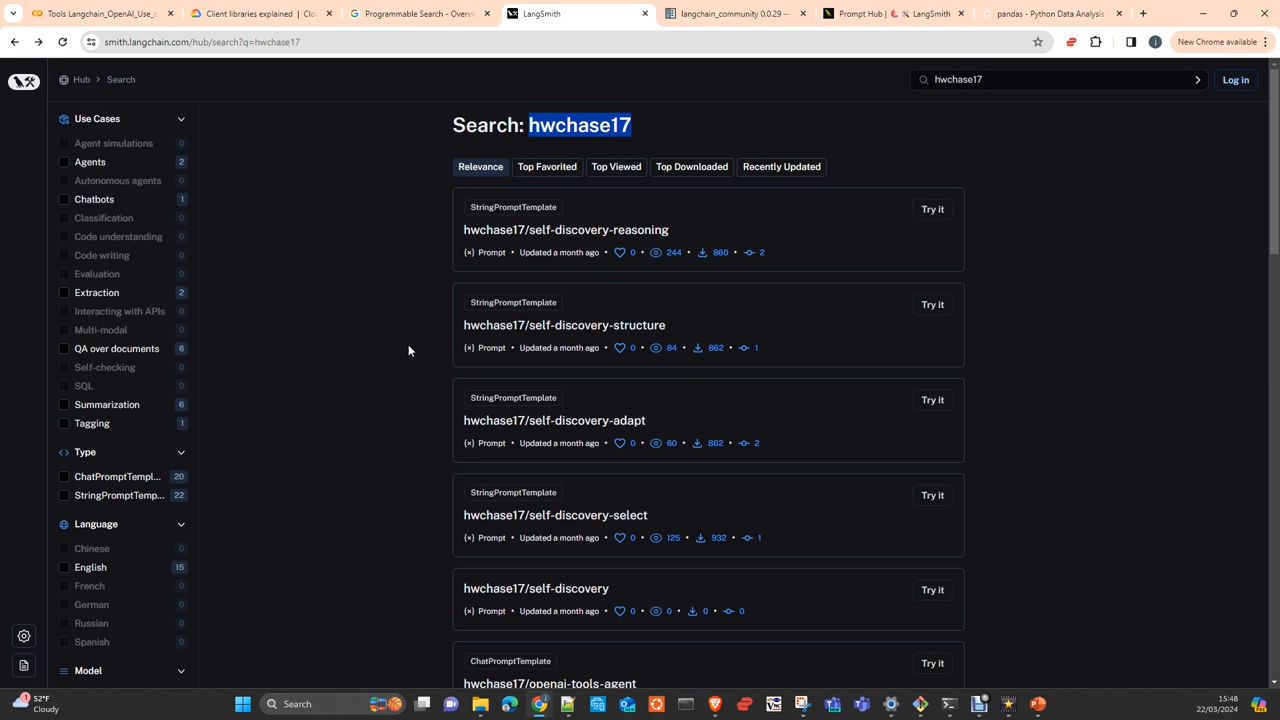 Tools Langchain_OpenAI_Use_c
Client libraries explained | Clou
Programmable Search - Overvie
LangSmith
langchain_community 0.0.29 —
Prompt Hub | 🦜🛠️ LangSmith
pandas - Python Data Analysis
smith.langchain.com/hub/search?q=hwchase17
New Chrome available
Hub > Search
hwchase17
Log in
Use Cases
Agent simulations 0
Agents 2
Autonomous agents 0
Chatbots 1
Classification 0
Code understanding 0
Code writing 0
Evaluation 0
Extraction 2
Interacting with APIs 0
Multi-modal 0
QA over documents 6
Self-checking 0
SQL 0
Summarization 6
Tagging 1
Type
ChatPromptTempl... 20
StringPromptTemp... 22
Language
Chinese 0
English 15
French 0
German 0
Russian 0
Spanish 0
Model
Search: hwchase17
Relevance
Top Favorited
Top Viewed
Top Downloaded
Recently Updated
StringPromptTemplate
Try it
hwchase17/self-discovery-reasoning
Prompt • Updated a month ago • 0 • 244 • 860 • 2
StringPromptTemplate
Try it
hwchase17/self-discovery-structure
Prompt • Updated a month ago • 0 • 84 • 862 • 1
StringPromptTemplate
Try it
hwchase17/self-discovery-adapt
Prompt • Updated a month ago • 0 • 60 • 862 • 2
StringPromptTemplate
Try it
hwchase17/self-discovery-select
Prompt • Updated a month ago • 0 • 125 • 932 • 1
hwchase17/self-discovery
Try it
Prompt • Updated a month ago • 0 • 0 • 0 • 0
ChatPromptTemplate
Try it
hwchase17/openai-tools-agent
1
52°F
Cloudy
Search
15:48
22/03/2024